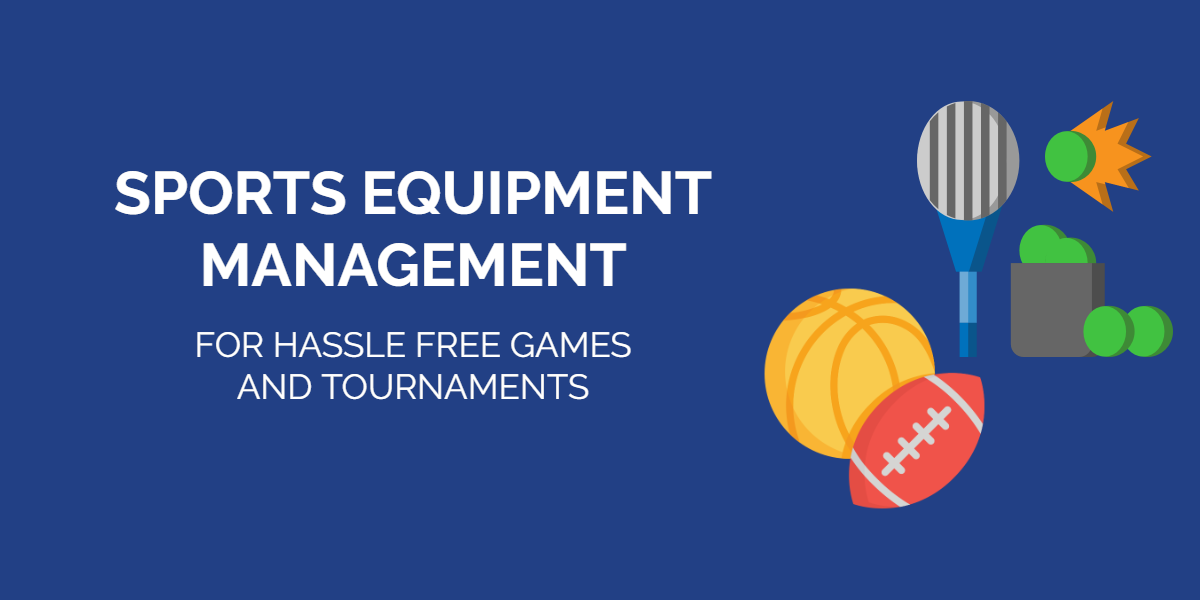 SPORTS EQUIPMENT
MANAGEMENT
FOR HASSLE FREE GAMES
AND TOURNAMENTS